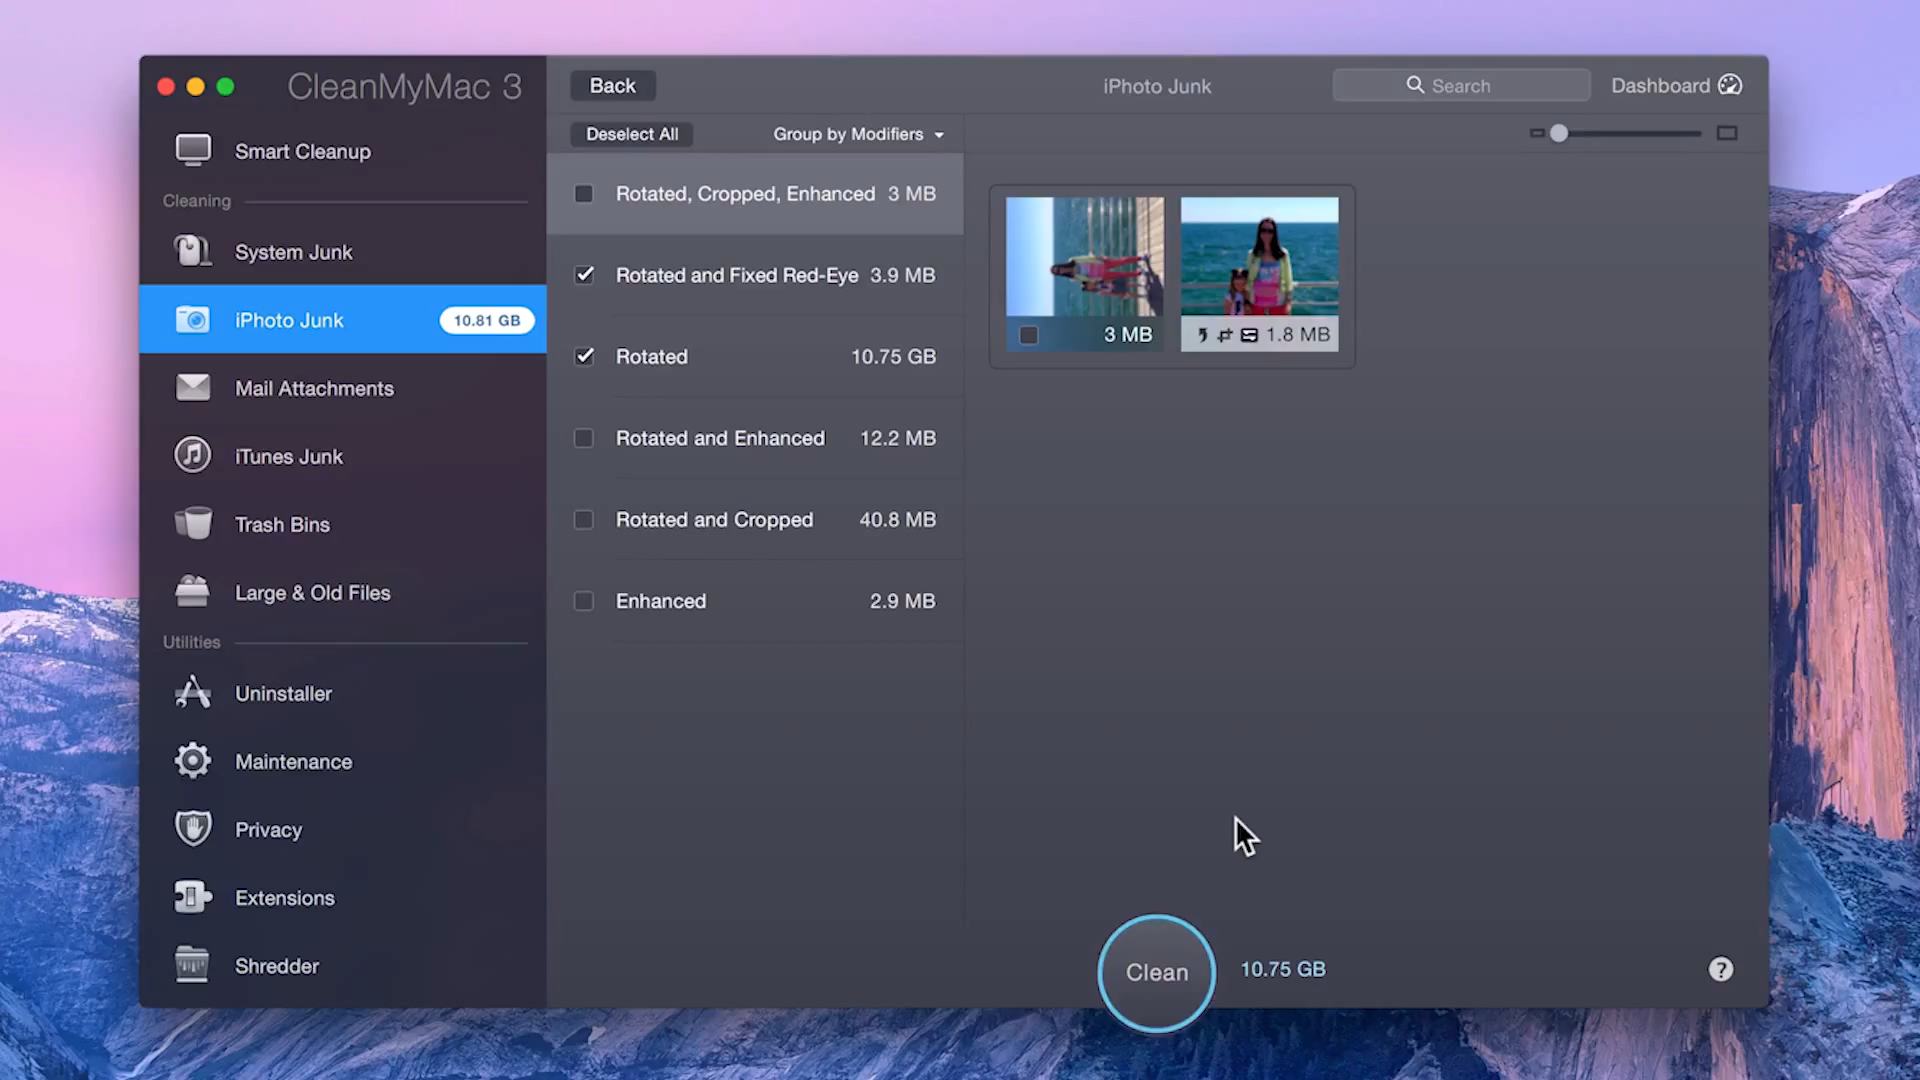 CleanMyMac 3
Back
iPhoto Junk
Search
Dashboard
Deselect All
Group by Modifiers
Smart Cleanup
Cleaning
System Junk
iPhoto Junk 10.81 GB
Mail Attachments
iTunes Junk
Trash Bins
Large & Old Files
Utilities
Uninstaller
Maintenance
Privacy
Extensions
Shredder
Rotated, Cropped, Enhanced 3 MB
Rotated and Fixed Red-Eye 3.9 MB
Rotated 10.75 GB
Rotated and Enhanced 12.2 MB
Rotated and Cropped 40.8 MB
Enhanced 2.9 MB
3 MB
1.8 MB
Clean
10.75 GB
?